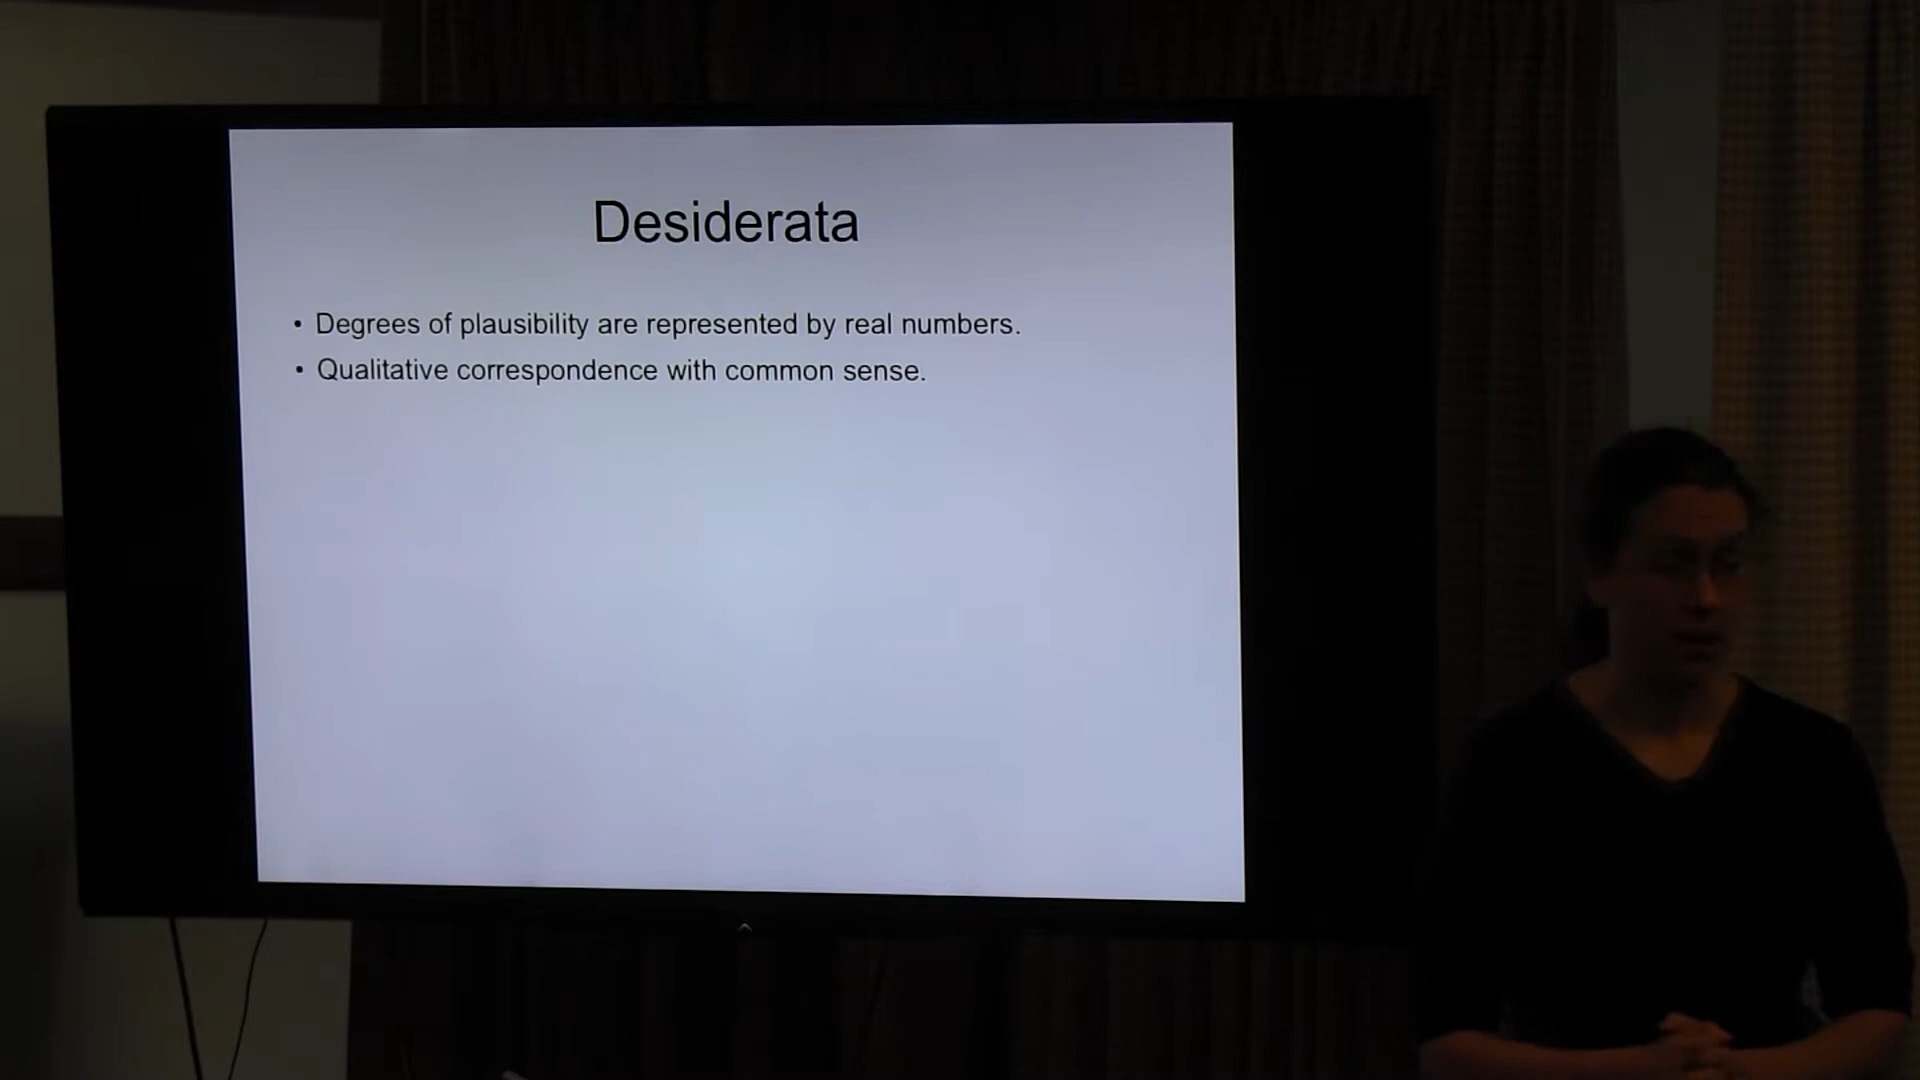 Desiderata
• Degrees of plausibility are represented by real numbers.
• Qualitative correspondence with common sense.